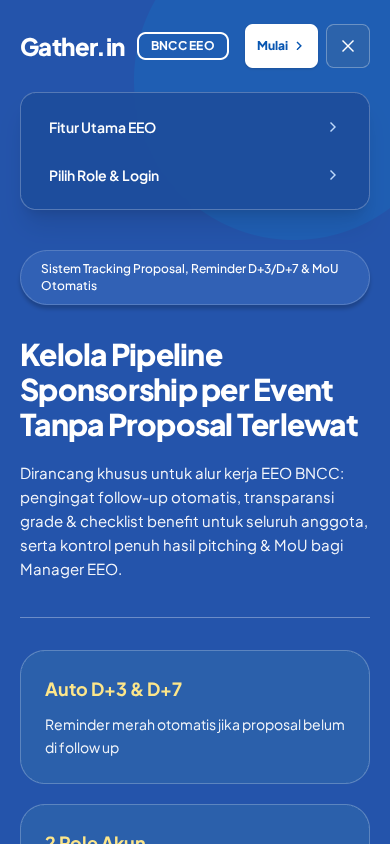 Gather.in
BNCC EEO
Mulai
Fitur Utama EEO
Pilih Role & Login
Sistem Tracking Proposal, Reminder D+3/D+7 & MoU
Otomatis
Kelola Pipeline
Sponsorship per Event
Tanpa Proposal Terlewat
Dirancang khusus untuk alur kerja EEO BNCC:
pengingat follow-up otomatis, transparansi
grade & checklist benefit untuk seluruh anggota,
serta kontrol penuh hasil pitching & MoU bagi
Manager EEO.
Auto D+3 & D+7
Reminder merah otomatis jika proposal belum
di follow up
2 Role Akun